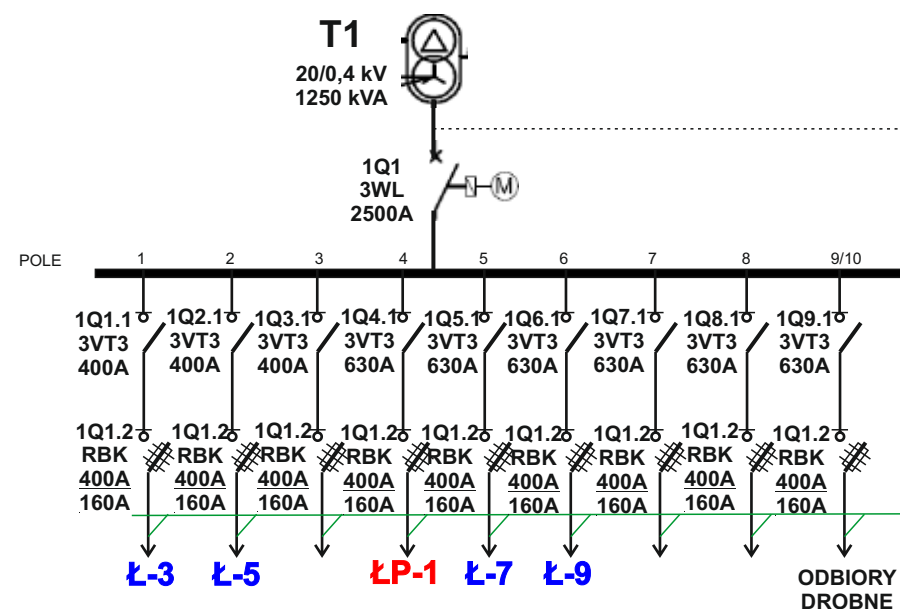 T1
20/0,4 kV
1250 kVA
1Q1
3WL
2500A
M
POLE 1 2 3 4 5 6 7 8 9/10
1Q1.1 1Q2.1 1Q3.1 1Q4.1 1Q5.1 1Q6.1 1Q7.1 1Q8.1 1Q9.1
3VT3 3VT3 3VT3 3VT3 3VT3 3VT3 3VT3 3VT3 3VT3
400A 400A 400A 630A 630A 630A 630A 630A 630A
1Q1.2 1Q1.2 1Q1.2 1Q1.2 1Q1.2 1Q1.2 1Q1.2 1Q1.2 1Q1.2
RBK RBK RBK RBK RBK RBK RBK RBK RBK
400A 400A 400A 400A 400A 400A 400A 400A 400A
160A 160A 160A 160A 160A 160A 160A 160A 160A
Ł-3 Ł-5 ŁP-1 Ł-7 Ł-9
ODBIORY
DROBNE